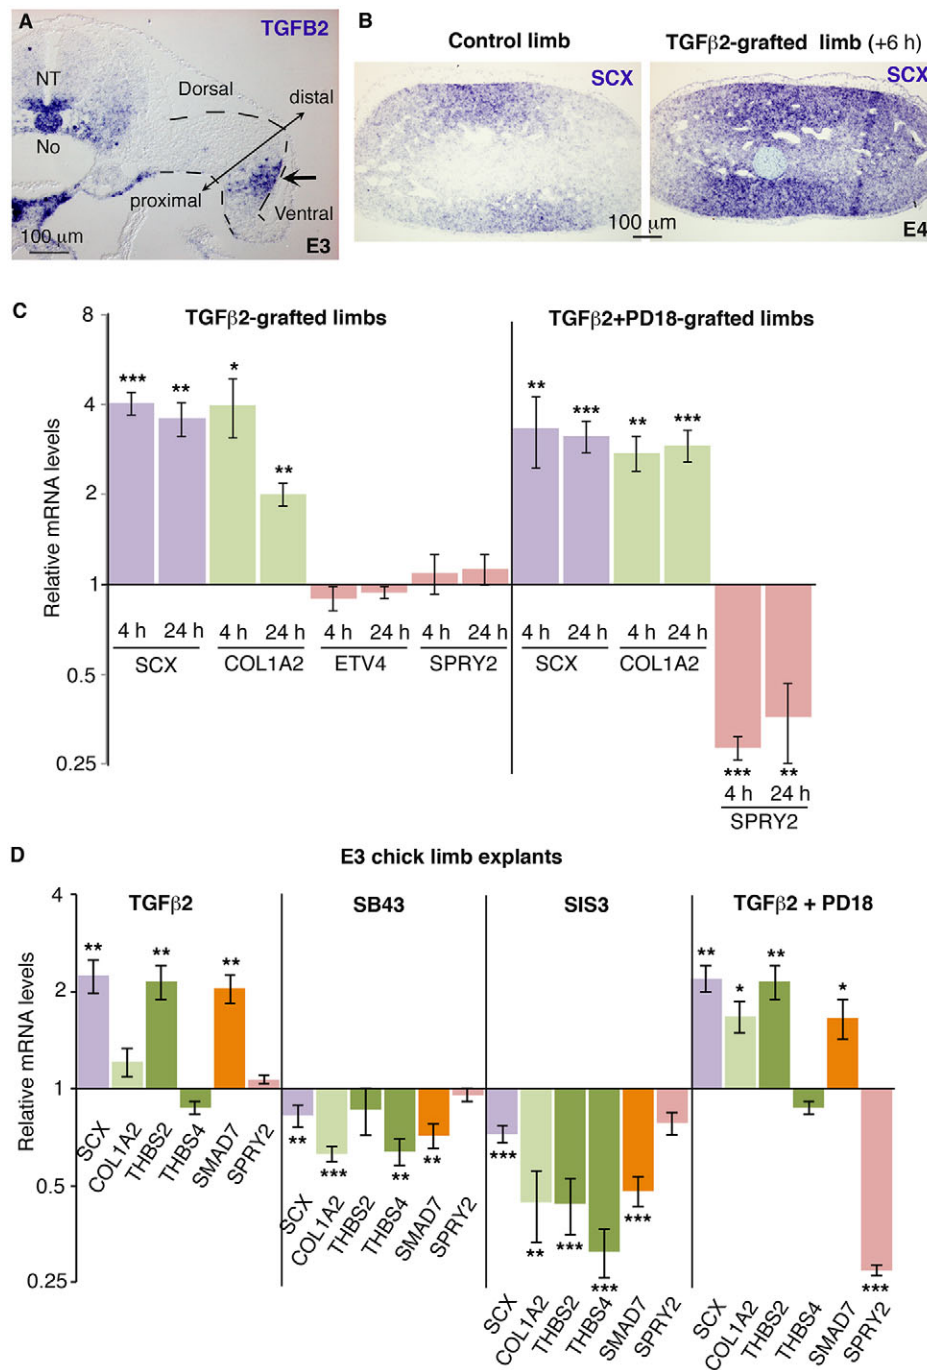 A
TGFB2
NT
No
Dorsal
distal
proximal
Ventral
100 µm
E3
B
Control limb
TGFβ2-grafted limb (+6 h)
SCX
SCX
100 µm
E4
C
TGFβ2-grafted limbs
TGFβ2+PD18-grafted limbs
Relative mRNA levels
8
4
2
1
0.5
0.25
*** ** * **
** *** ** ***
4 h 24 h 4 h 24 h 4 h 24 h 4 h 24 h
SCX COL1A2 ETV4 SPRY2
4 h 24 h 4 h 24 h
SCX COL1A2
*** **
4 h 24 h
SPRY2
D
E3 chick limb explants
TGFβ2
SB43
SIS3
TGFβ2 + PD18
Relative mRNA levels
4
2
1
0.5
0.25
** ** **
SCX COL1A2 THBS2 THBS4 SMAD7 SPRY2
** *** ** **
SCX COL1A2 THBS2 THBS4 SMAD7 SPRY2
*** ** *** *** ***
SCX COL1A2 THBS2 THBS4 SMAD7 SPRY2
** * ** * ***
SCX COL1A2 THBS2 THBS4 SMAD7 SPRY2